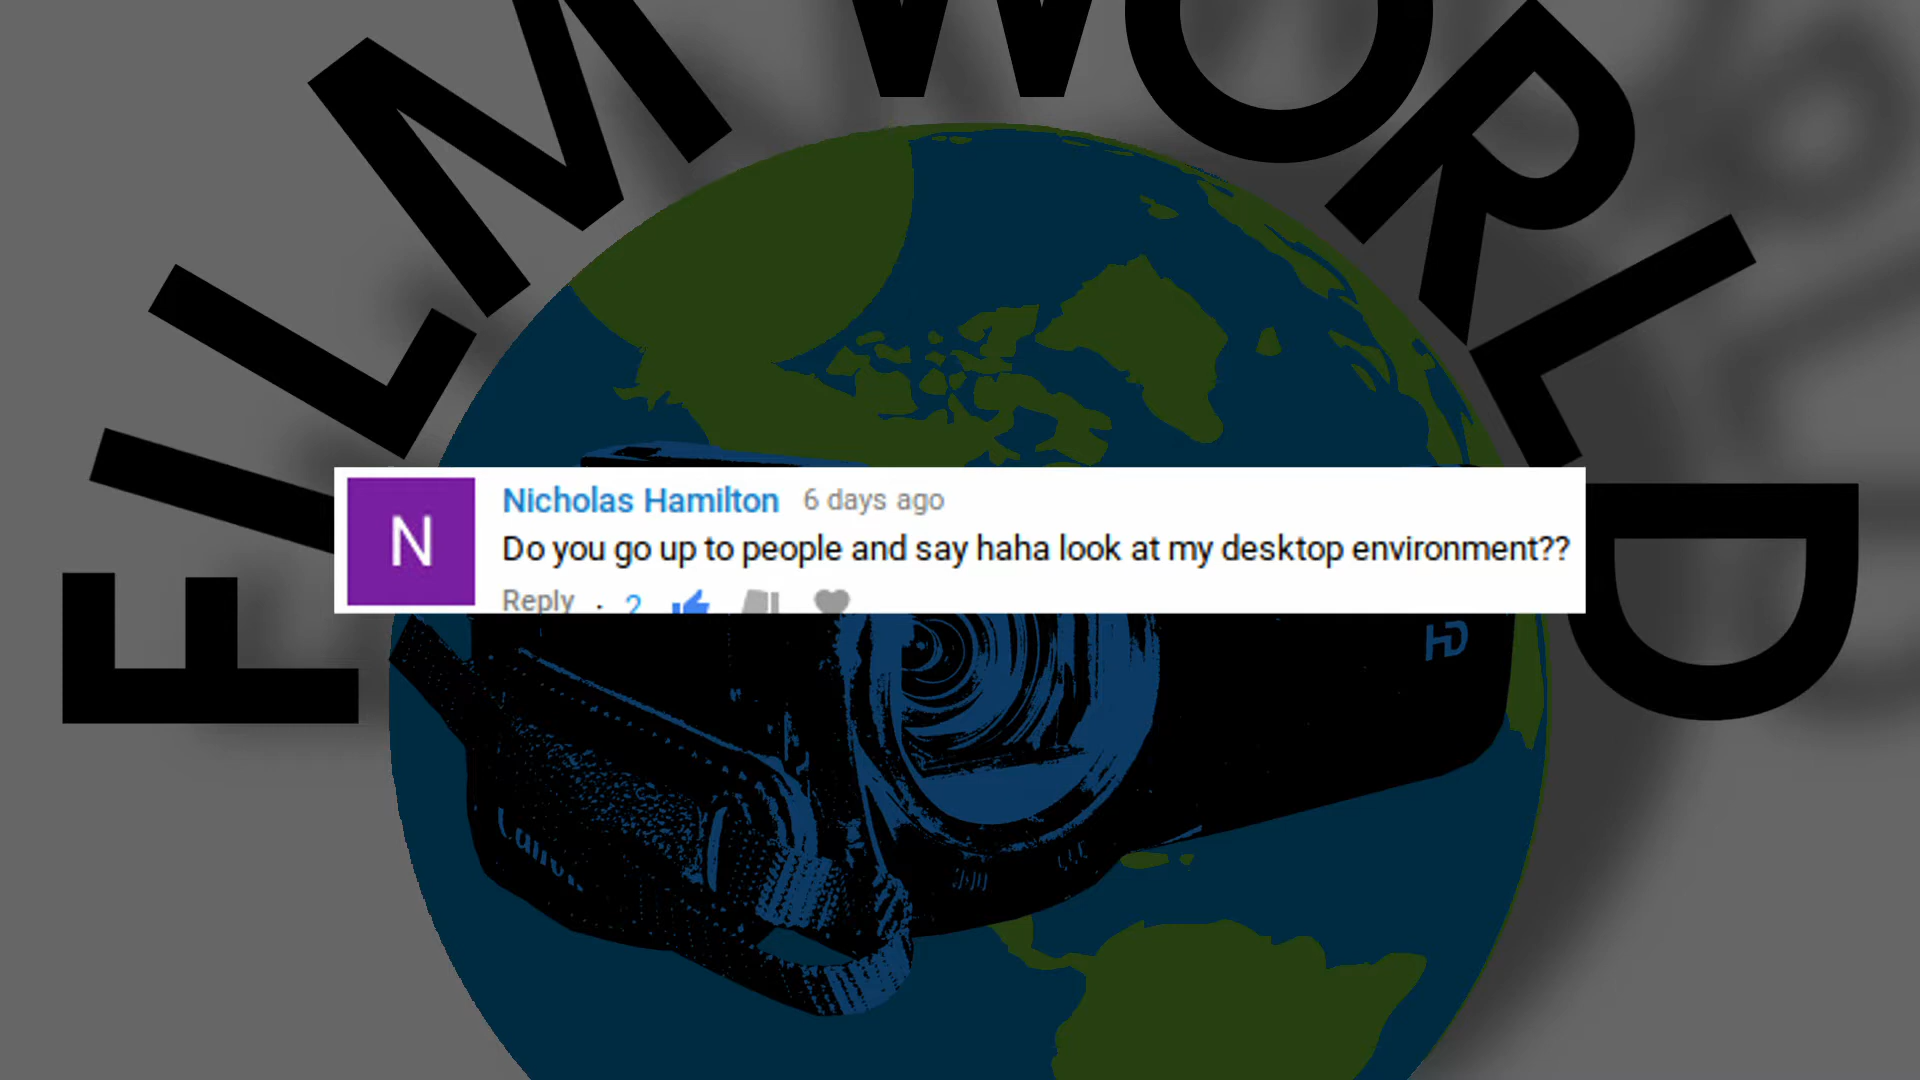 FILM WORLD
N
Nicholas Hamilton 6 days ago
Do you go up to people and say haha look at my desktop environment??
Reply · 2
HD
Canon